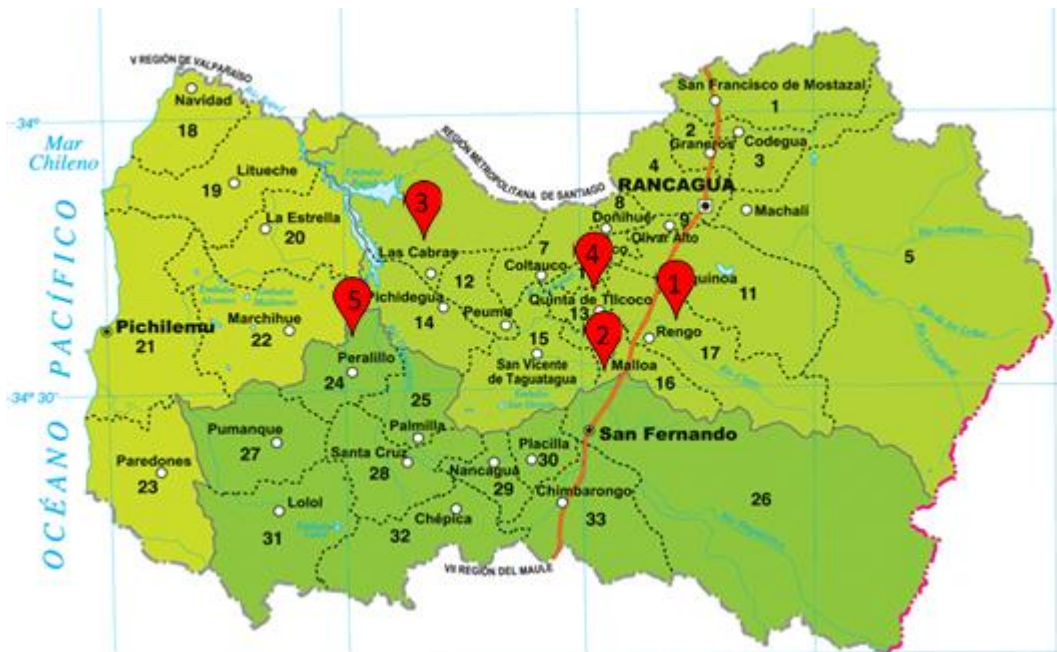 V REGIÓN DE VALPARAÍSO
Navidad
18
34°
Mar
Chileno
Río Rapel
San Francisco de Mostazal
1
2
Graneros
Codegua
3
4
REGIÓN METROPOLITANA DE SANTIAGO
RANCAGUA
19
Litueche
3
8
Doñihue
9
Machalí
La Estrella
20
Olivar Alto
5
Las Cabras
7
Coltauco
4
co
12
1
quinoa
11
5
Pichidegua
14
Quinta de Tilcoco
13
Peumo
Pichilemu
21
Marchihue
22
2
Rengo
17
15
San Vicente
de Taguatagua
Malloa
16
Peralillo
24
34° 30'
25
OCÉANO PACÍFICO
Pumanque
27
Palmilla
San Fernando
Santa Cruz
28
Placilla
30
Paredones
23
Nancagua
29
26
Chimbarongo
33
Lolol
31
Chépica
32
VII REGIÓN DEL MAULE